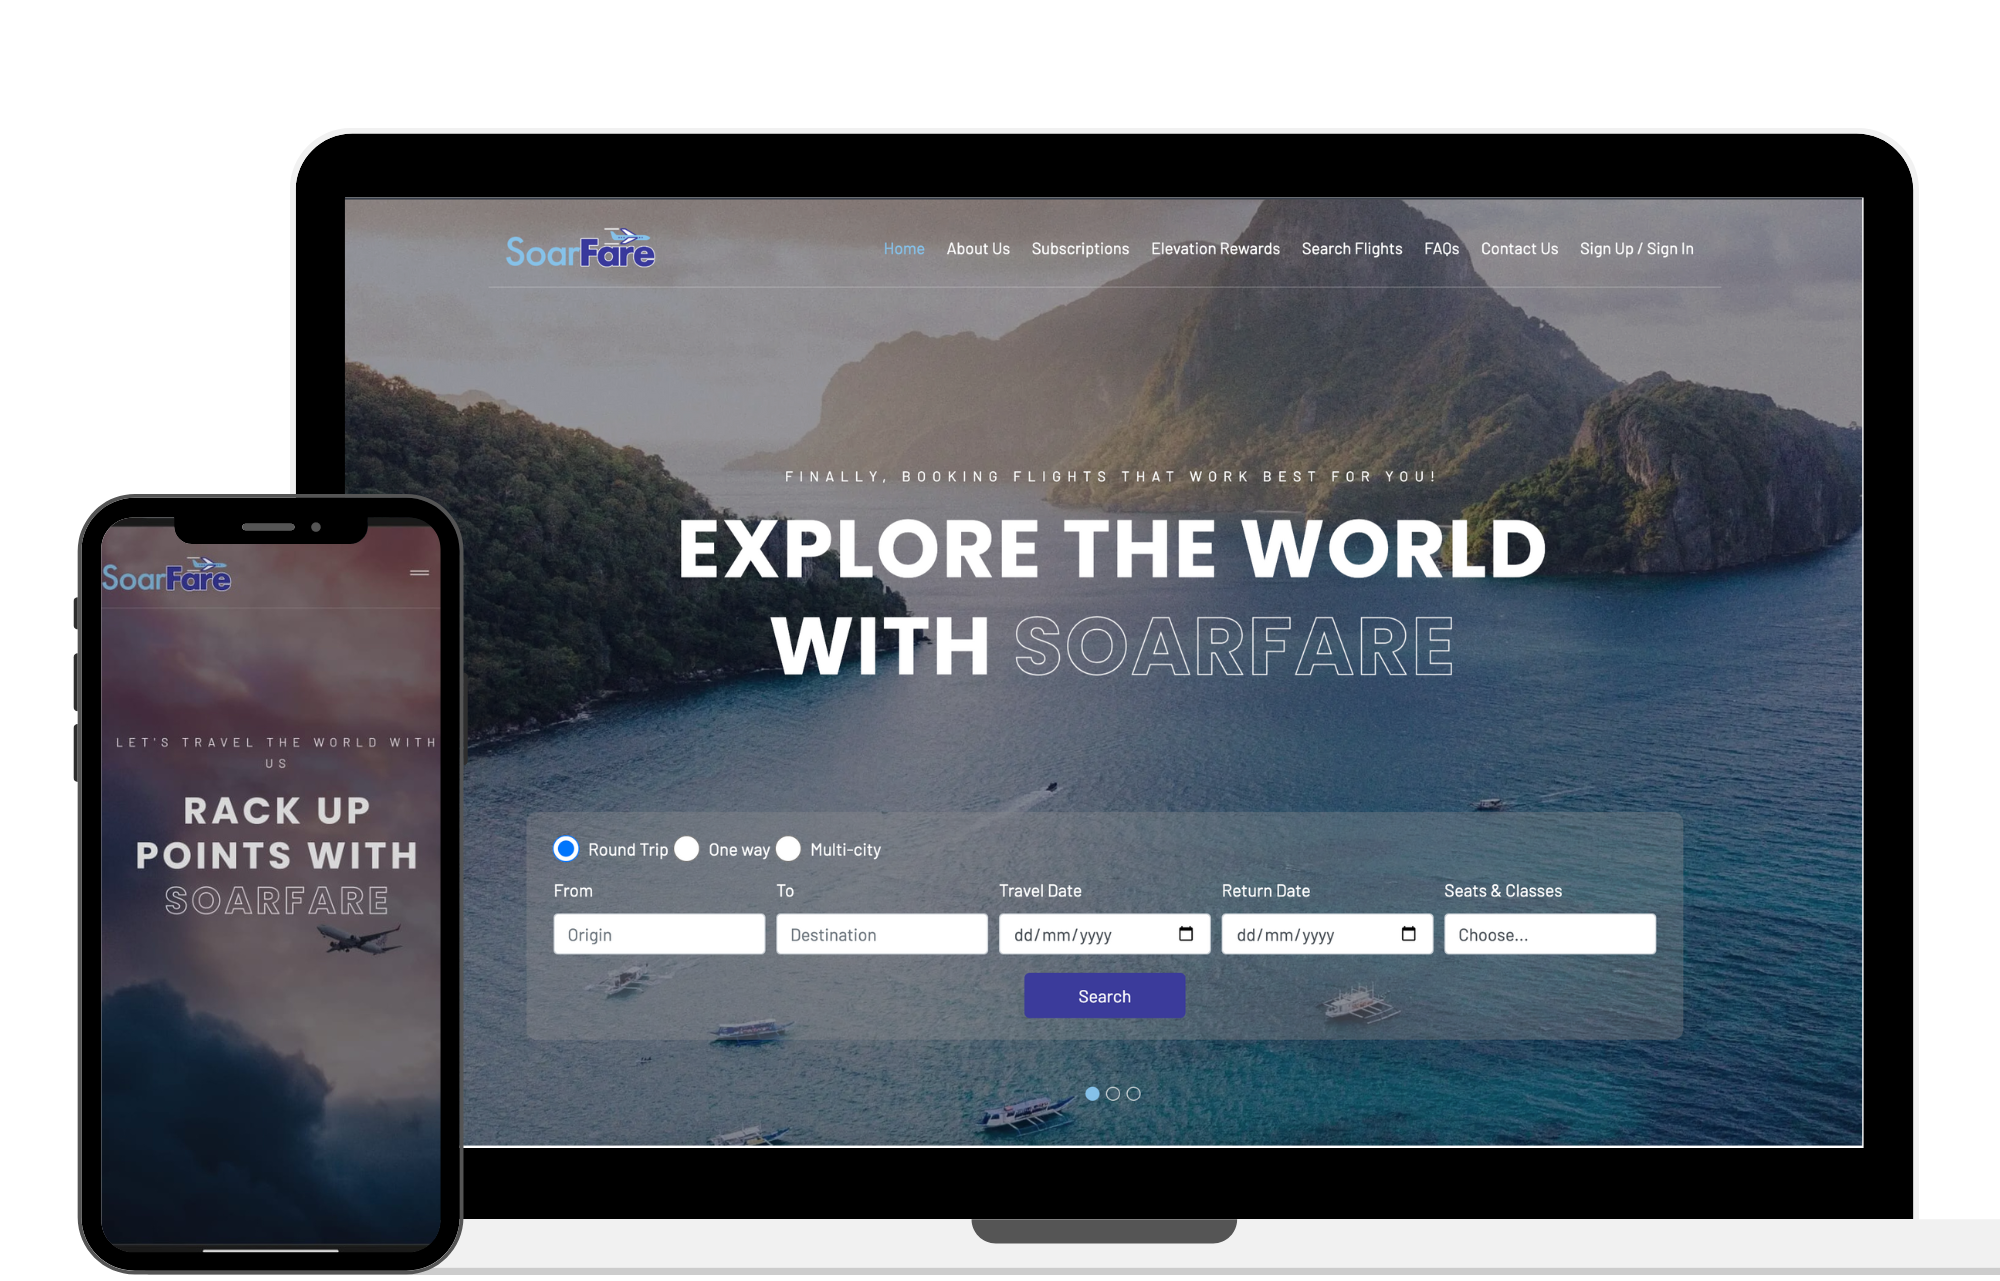 SoarFare
Home About Us Subscriptions Elevation Rewards Search Flights FAQs Contact Us Sign Up / Sign In
FINALLY, BOOKING FLIGHTS THAT WORK BEST FOR YOU!
EXPLORE THE WORLD
WITH SOARFARE
Round Trip One way Multi-city
From To Travel Date Return Date Seats & Classes
Origin Destination dd/mm/yyyy dd/mm/yyyy Choose...
Search
SoarFare
LET'S TRAVEL THE WORLD WITH
US
RACK UP
POINTS WITH
SOARFARE